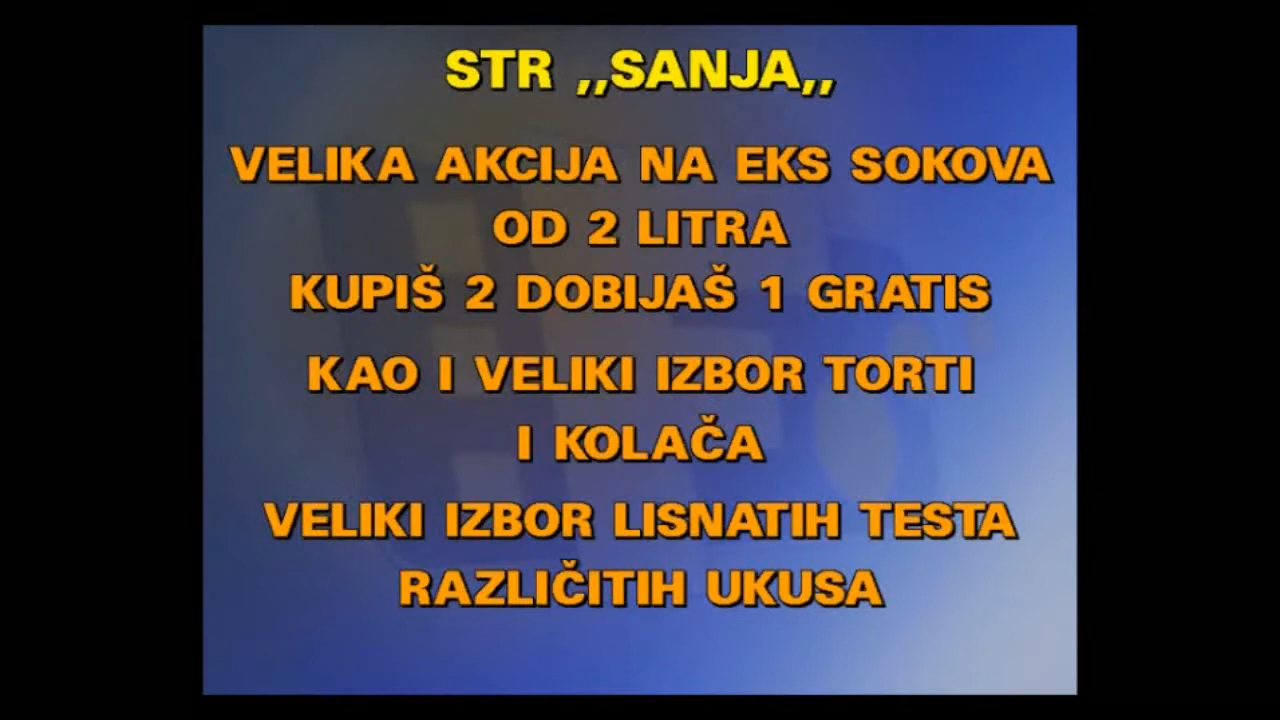 STR ,,SANJA,,
VELIKA AKCIJA NA EKS SOKOVA
OD 2 LITRA
KUPIŠ 2 DOBIJAŠ 1 GRATIS
KAO I VELIKI IZBOR TORTI
I KOLAČA
VELIKI IZBOR LISNATIH TESTA
RAZLIČITIH UKUSA